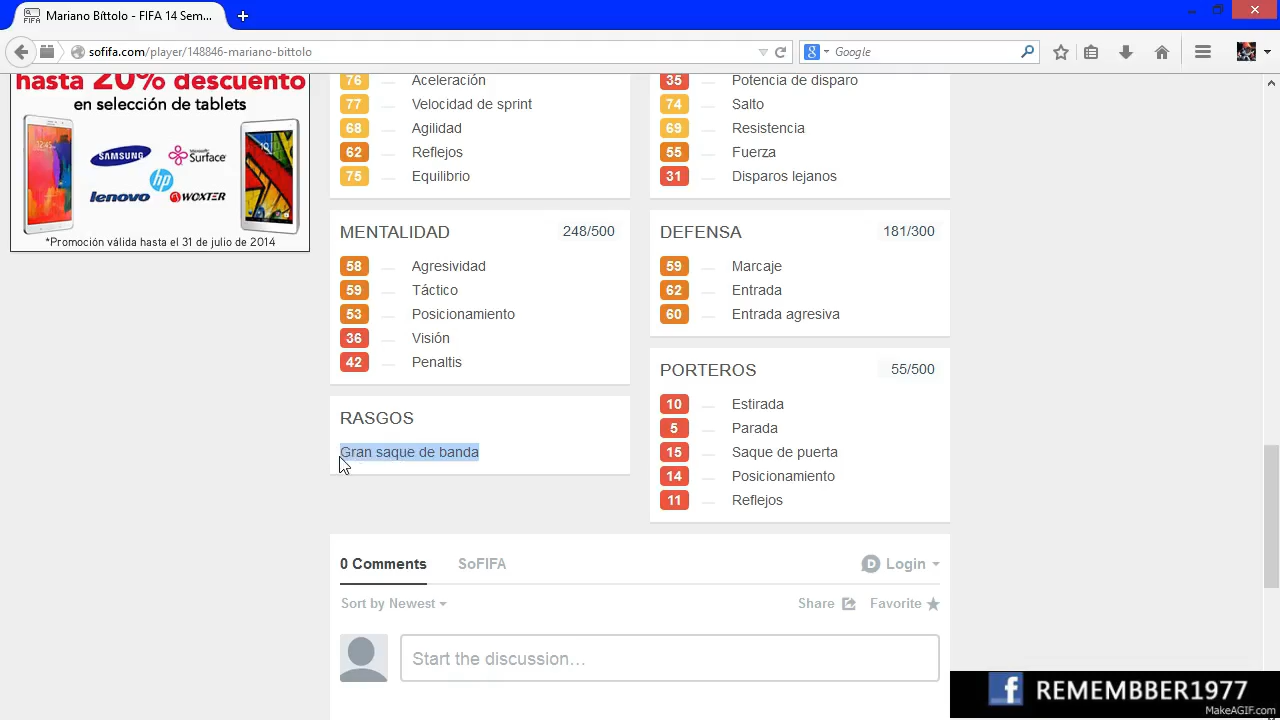 Mariano Bíttolo - FIFA 14 Sem...
sofifa.com/player/148846-mariano-bittolo
Google
hasta 20% descuento
en selección de tablets
SAMSUNG
Microsoft
Surface
hp
lenovo
WOXTER
*Promoción válida hasta el 31 de julio de 2014
76 Aceleración
77 Velocidad de sprint
68 Agilidad
62 Reflejos
75 Equilibrio
35 Potencia de disparo
74 Salto
69 Resistencia
55 Fuerza
31 Disparos lejanos
MENTALIDAD 248/500
58 Agresividad
59 Táctico
53 Posicionamiento
36 Visión
42 Penaltis
DEFENSA 181/300
59 Marcaje
62 Entrada
60 Entrada agresiva
RASGOS
Gran saque de banda
PORTEROS 55/500
10 Estirada
5 Parada
15 Saque de puerta
14 Posicionamiento
11 Reflejos
0 Comments SoFIFA Login
Sort by Newest Share Favorite
Start the discussion...
REMEMBBER1977
MakeAGIF.com